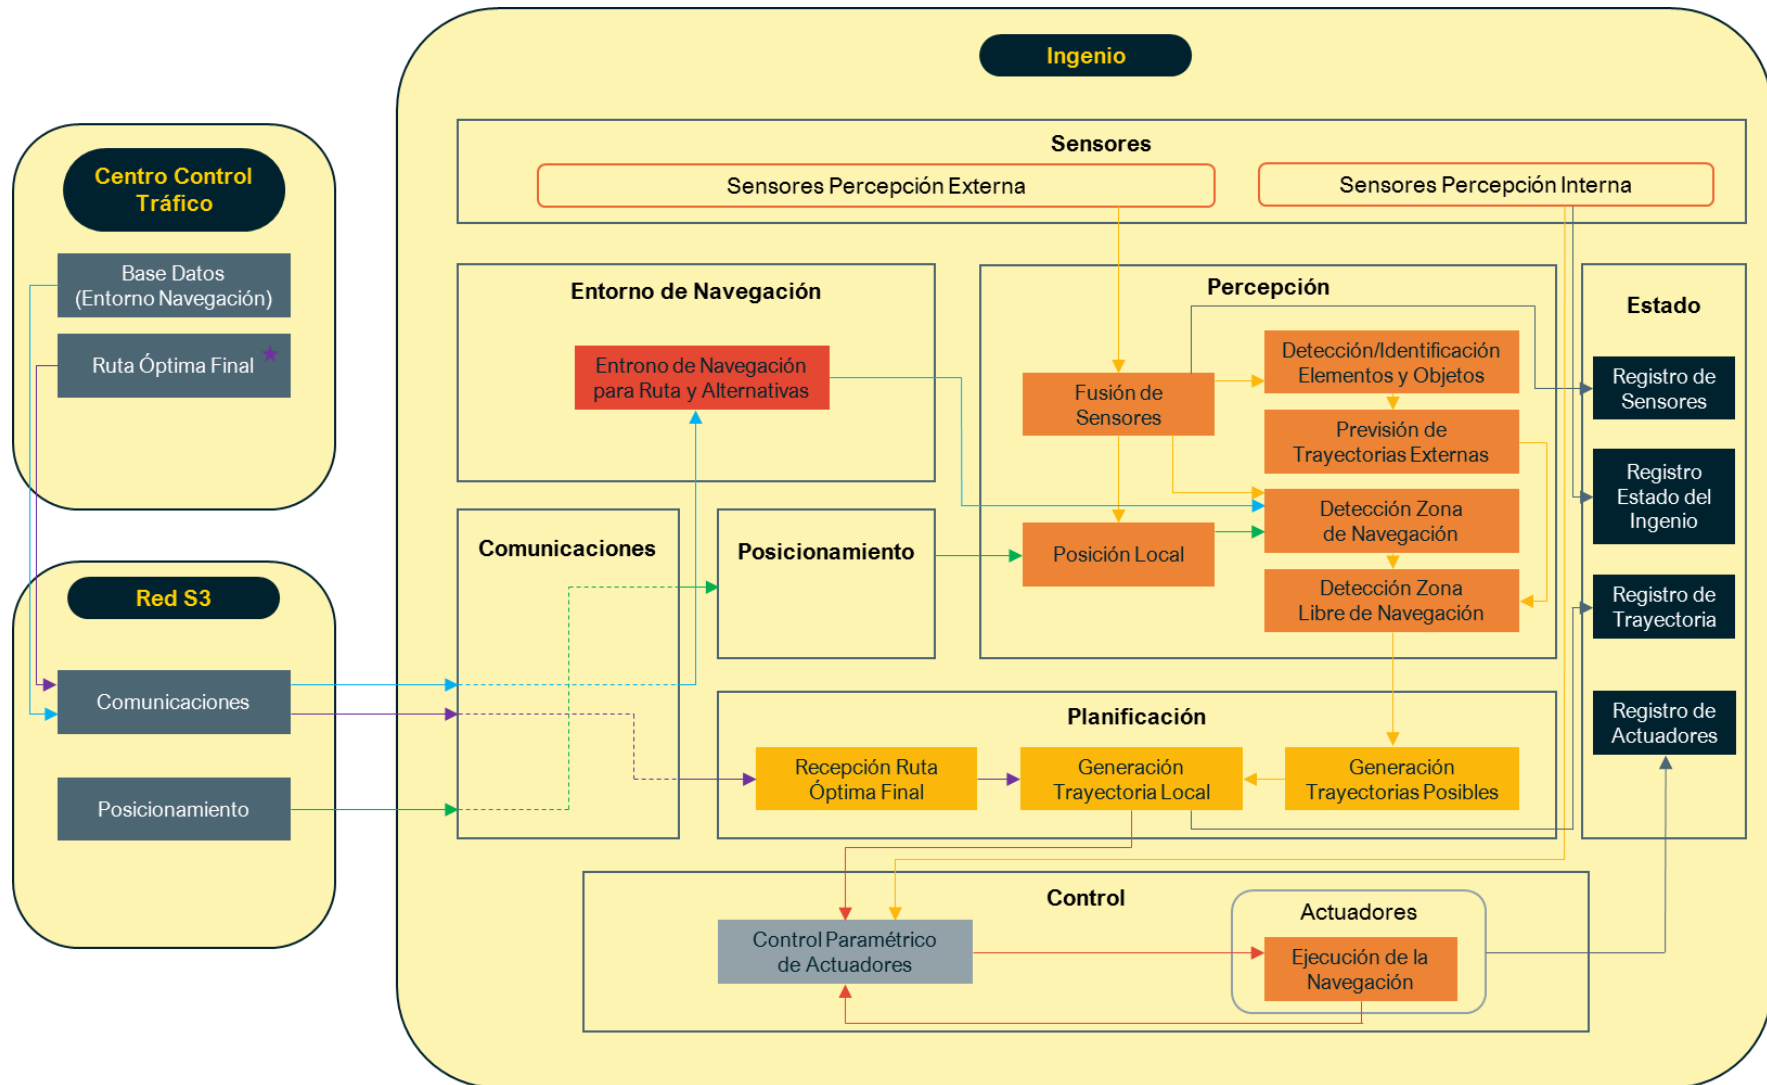 Ingenio
Centro Control
Tráfico
Base Datos
(Entorno Navegación)
Ruta Óptima Final
Red S3
Comunicaciones
Posicionamiento
Sensores
Sensores Percepción Externa
Sensores Percepción Interna
Entorno de Navegación
Entrono de Navegación
para Ruta y Alternativas
Comunicaciones
Posicionamiento
Percepción
Fusión de
Sensores
Detección/Identificación
Elementos y Objetos
Previsión de
Trayectorias Externas
Detección Zona
de Navegación
Posición Local
Detección Zona
Libre de Navegación
Estado
Registro de
Sensores
Registro
Estado del
Ingenio
Registro de
Trayectoria
Registro de
Actuadores
Planificación
Recepción Ruta
Óptima Final
Generación
Trayectoria Local
Generación
Trayectorias Posibles
Control
Control Paramétrico
de Actuadores
Actuadores
Ejecución de la
Navegación